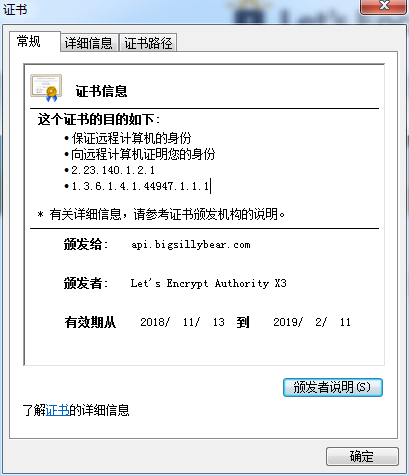 证书
常规 详细信息 证书路径
证书信息
这个证书的目的如下:
•保证远程计算机的身份
•向远程计算机证明您的身份
•2.23.140.1.2.1
•1.3.6.1.4.1.44947.1.1.1
* 有关详细信息,请参考证书颁发机构的说明。
颁发给: api.bigsillybear.com
颁发者: Let's Encrypt Authority X3
有效期从 2018/ 11/ 13 到 2019/ 2/ 11
颁发者说明(S)
了解证书的详细信息
确定